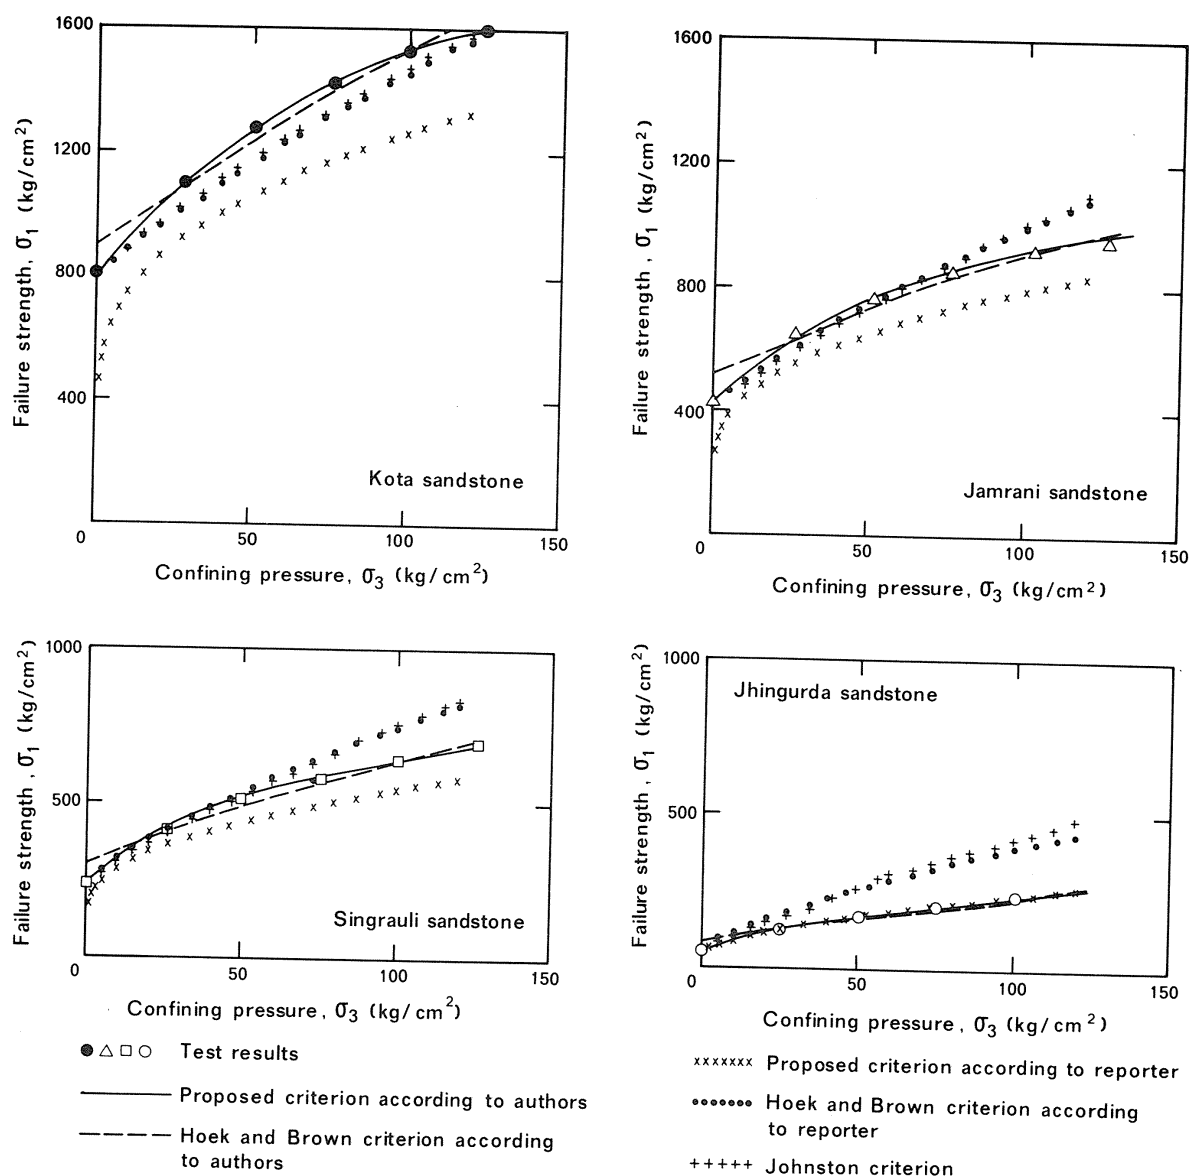 1600
1200
800
400
0
50
100
150
Failure strength, σ1 (kg/cm2)
Kota sandstone
Confining pressure, σ3 (kg/cm2)
1600
1200
800
400
0
50
100
150
Failure strength, σ1 (kg/cm2)
Jamrani sandstone
Confining pressure, σ3 (kg/cm2)
1000
500
0
50
100
150
Failure strength, σ1 (kg/cm2)
Singrauli sandstone
Confining pressure, σ3 (kg/cm2)
1000
500
0
50
100
150
Failure strength, σ1 (kg/cm2)
Jhingurda sandstone
Confining pressure, σ3 (kg/cm2)
Test results
Proposed criterion according to authors
Hoek and Brown criterion according
to authors
Proposed criterion according to reporter
Hoek and Brown criterion according
to reporter
Johnston criterion